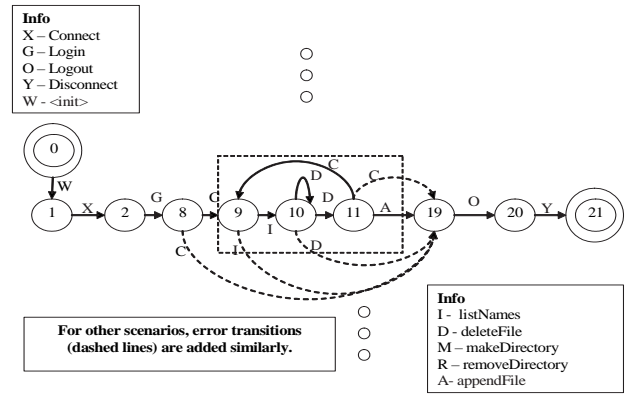 Info
X – Connect
G – Login
O – Logout
Y – Disconnect
W - <init>
0
W
1 X 2 G 8 C 9 I 10 D 11 A 19 O 20 Y 21
D
C
C
C
I
D
For other scenarios, error transitions
(dashed lines) are added similarly.
Info
I - listNames
D - deleteFile
M – makeDirectory
R – removeDirectory
A- appendFile